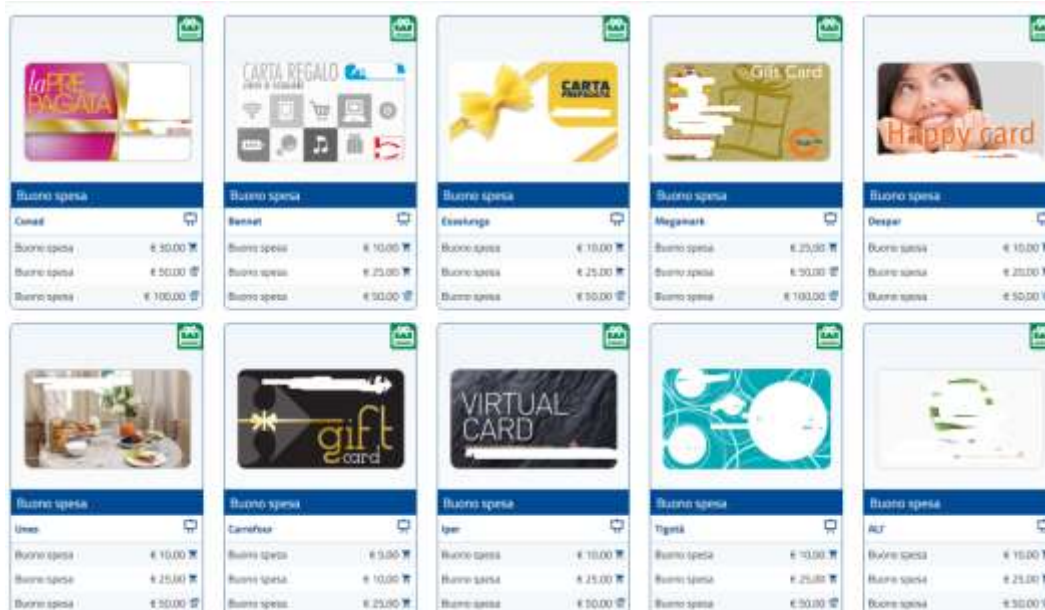 laPRE
PAGATA
Buono spesa
Conad
Buono spesa € 30,00
Buono spesa € 50,00
Buono spesa € 100,00
CARTA REGALO
Buono spesa
Bennet
Buono spesa € 10,00
Buono spesa € 25,00
Buono spesa € 50,00
CARTA
PREPAGATA
Buono spesa
Esselunga
Buono spesa € 10,00
Buono spesa € 25,00
Buono spesa € 50,00
Gift Card
Buono spesa
Megamark
Buono spesa € 25,00
Buono spesa € 50,00
Buono spesa € 100,00
Happy card
Buono spesa
Despar
Buono spesa € 10,00
Buono spesa € 20,00
Buono spesa € 50,00
Buono spesa
Unes
Buono spesa € 10,00
Buono spesa € 25,00
Buono spesa € 50,00
gift
card
Buono spesa
Carrefour
Buono spesa € 5,00
Buono spesa € 10,00
Buono spesa € 25,00
VIRTUAL
CARD
Buono spesa
Iper
Buono spesa € 10,00
Buono spesa € 25,00
Buono spesa € 50,00
Buono spesa
Tigotà
Buono spesa € 10,00
Buono spesa € 25,00
Buono spesa € 50,00
Buono spesa
Buono spesa € 10,00
Buono spesa € 25,00
Buono spesa € 50,00